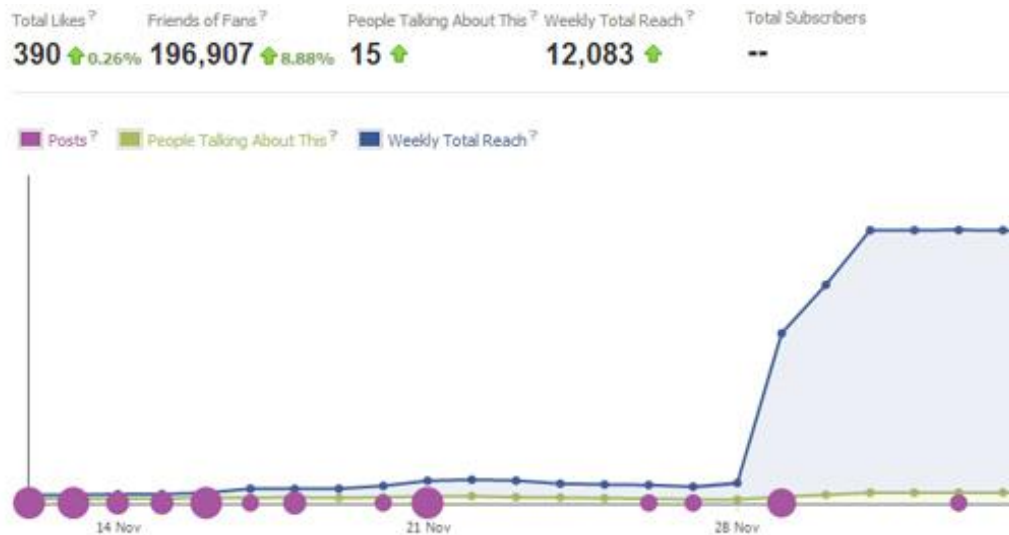 Total Likes? Friends of Fans? People Talking About This? Weekly Total Reach? Total Subscribers
390 0.26% 196,907 8.88% 15 12,083 --
Posts? People Talking About This? Weekly Total Reach?
14 Nov 21 Nov 28 Nov